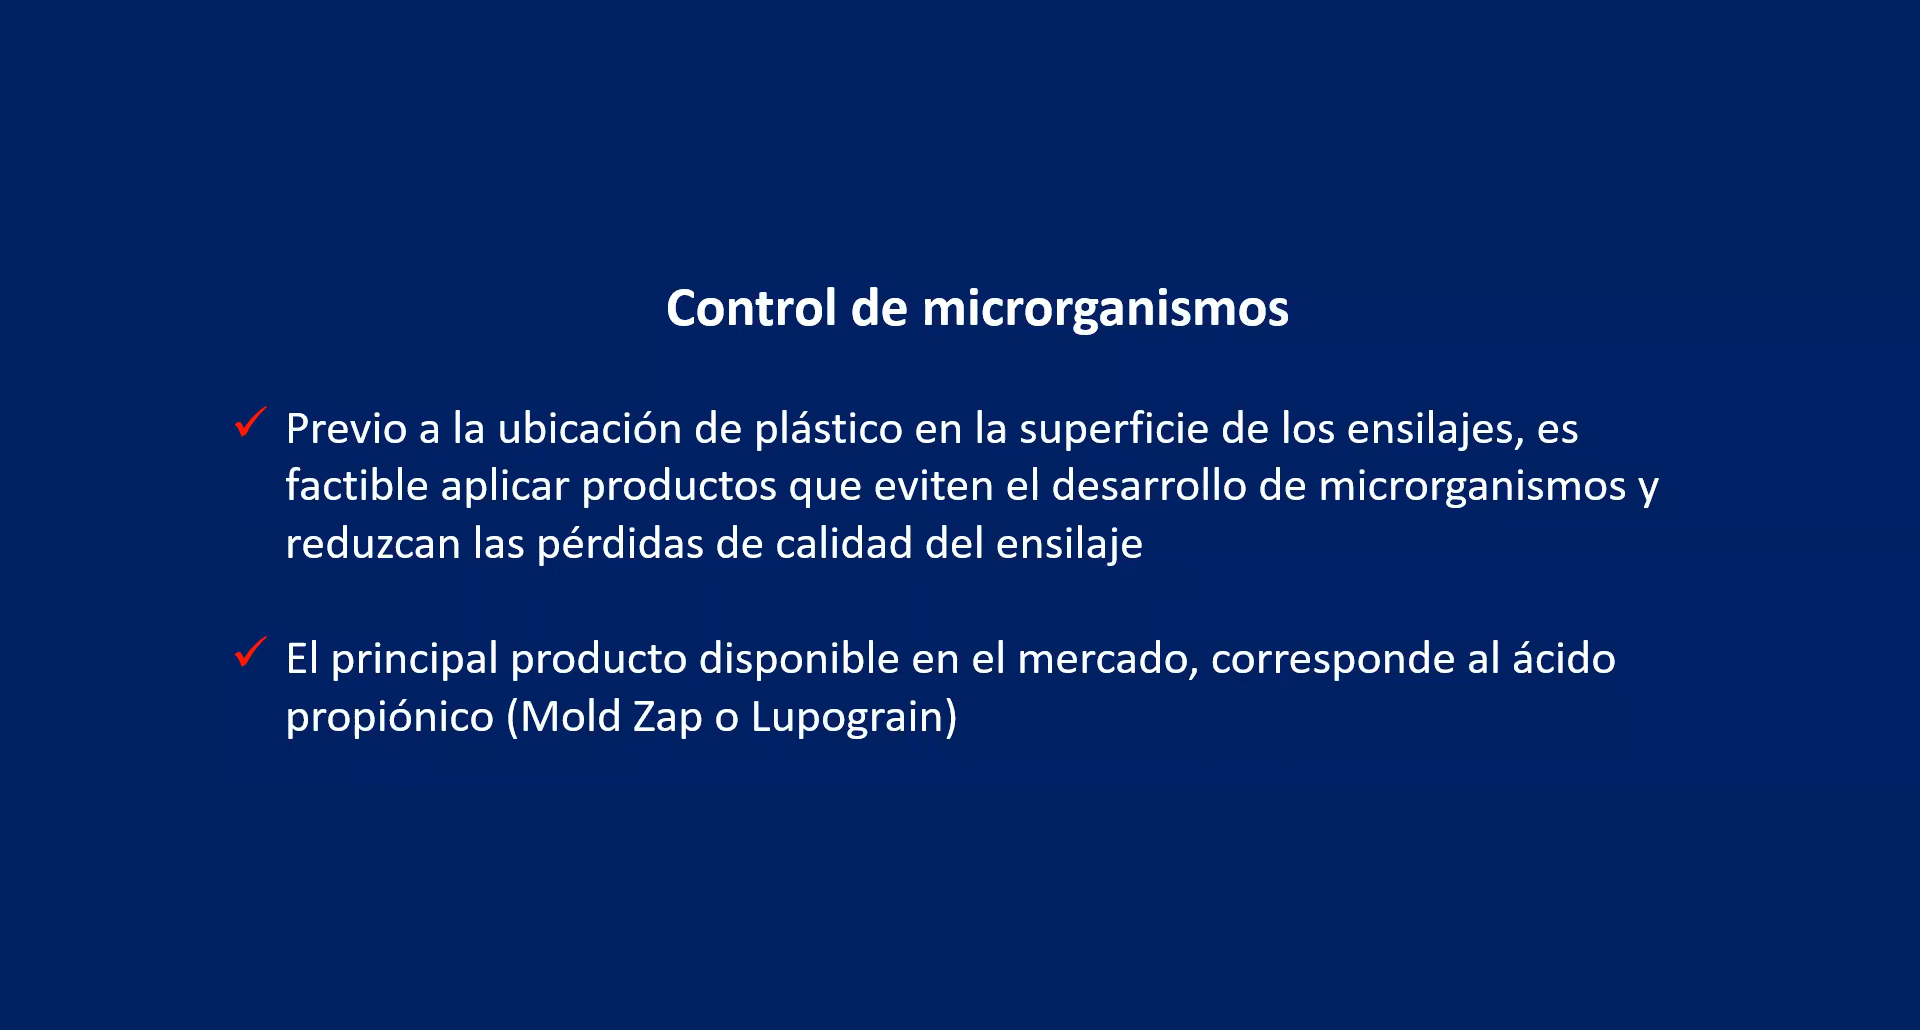 Control de microrganismos
Previo a la ubicación de plástico en la superficie de los ensilajes, es
factible aplicar productos que eviten el desarrollo de microrganismos y
reduzcan las pérdidas de calidad del ensilaje
El principal producto disponible en el mercado, corresponde al ácido
propiónico (Mold Zap o Lupograin)